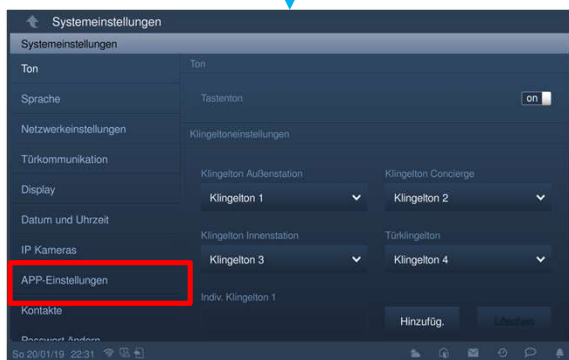 Systemeinstellungen
Systemeinstellungen
Ton
Sprache
Netzwerkeinstellungen
Türkommunikation
Display
Datum und Uhrzeit
IP Kameras
APP-Einstellungen
Kontakte
Passwort ändern
Ton
Tastenton on
Klingeltoneinstellungen
Klingelton Außenstation Klingelton Concierge
Klingelton 1 Klingelton 2
Klingelton Innenstation Türklingelton
Klingelton 3 Klingelton 4
Indiv. Klingelton 1
Hinzufüg. Löschen
So 20/01/19 22:31